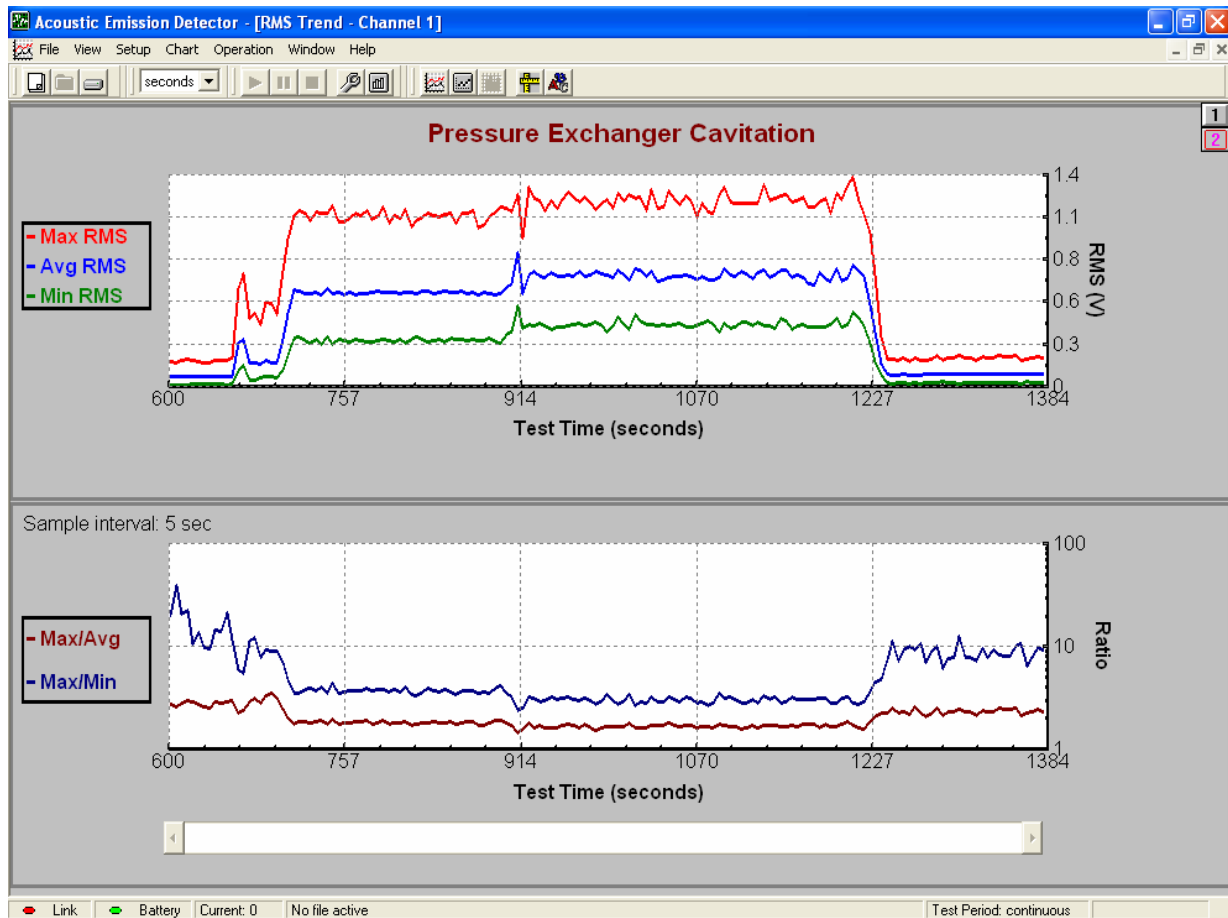 Acoustic Emission Detector - [RMS Trend - Channel 1]
File View Setup Chart Operation Window Help
seconds
1
2
Pressure Exchanger Cavitation
Max RMS
Avg RMS
Min RMS
1.4
1.1
0.8
0.6
0.3
0
RMS (V)
600 757 914 1070 1227 1384
Test Time (seconds)
Sample interval: 5 sec
Max/Avg
Max/Min
100
10
1
Ratio
600 757 914 1070 1227 1384
Test Time (seconds)
Link Battery Current: 0 No file active Test Period: continuous